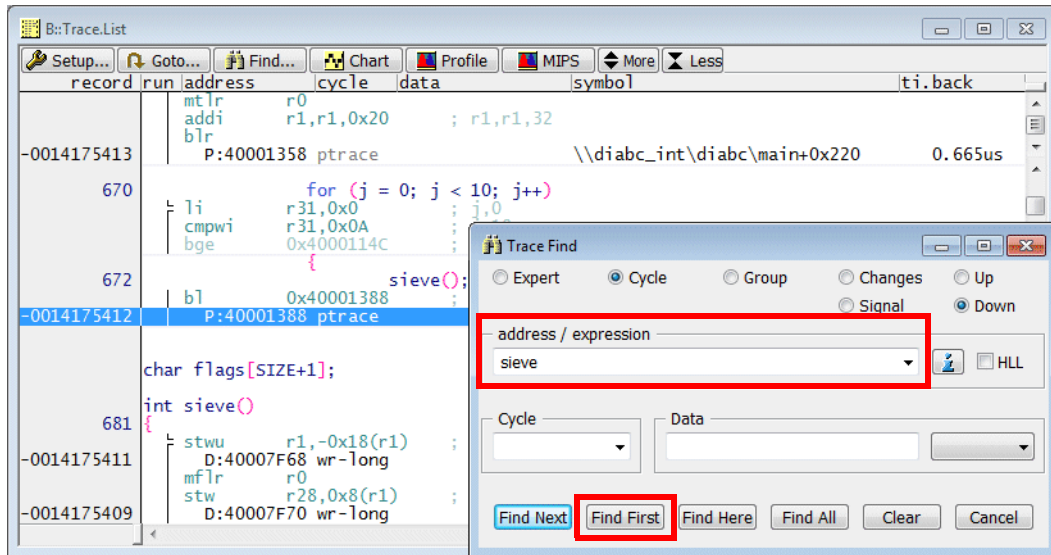 B::Trace.List
Setup... Goto... Find... Chart Profile MIPS More Less
record run address cycle data symbol ti.back
mtlr r0
addi r1,r1,0x20 ; r1,r1,32
blr
-0014175413 P:40001358 ptrace \\diabc_int\diabc\main+0x220 0.665us
670 for (j = 0; j < 10; j++)
li r31,0x0 ; j,0
cmpwi r31,0x0A ;
bge 0x4000114C ;
{
672 sieve();
bl 0x40001388 ;
-0014175412 P:40001388 ptrace
char flags[SIZE+1];
int sieve()
681 {
stwu r1,-0x18(r1) ;
-0014175411 D:40007F68 wr-long
mflr r0
stw r28,0x8(r1) ;
-0014175409 D:40007F70 wr-long
Trace Find
Expert Cycle Group Changes Up
Signal Down
address / expression
sieve
i HLL
Cycle Data
Find Next Find First Find Here Find All Clear Cancel